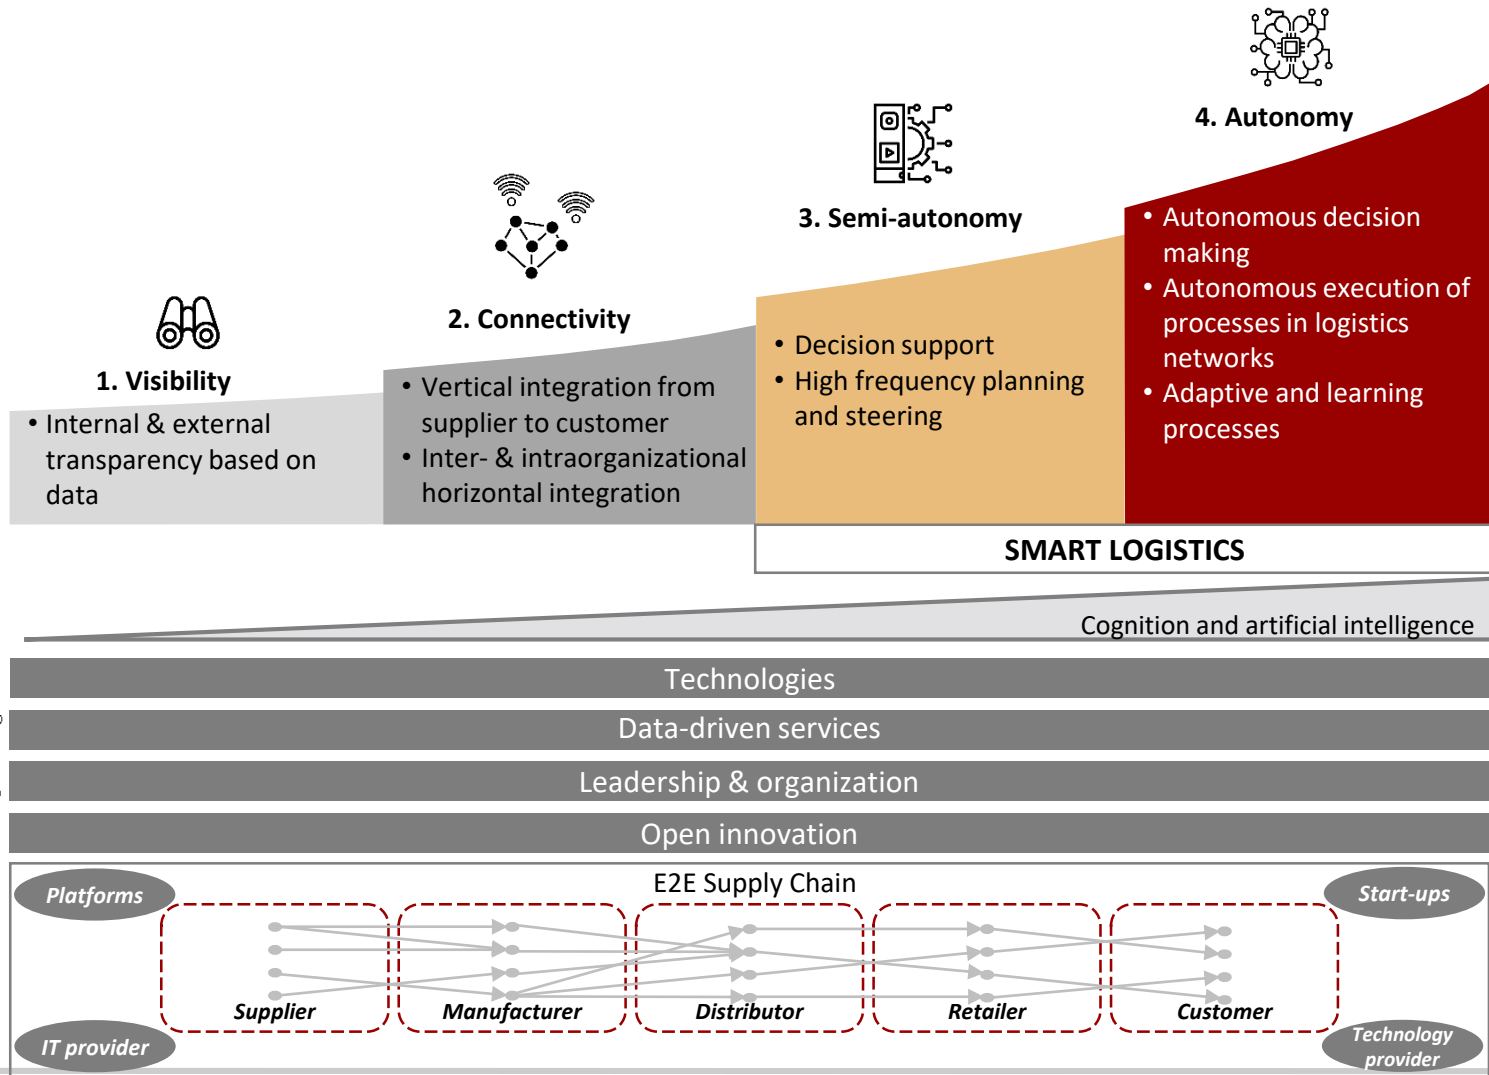 4. Autonomy
3. Semi-autonomy
2. Connectivity
1. Visibility
• Internal & external
transparency based on
data
• Vertical integration from
supplier to customer
• Inter- & intraorganizational
horizontal integration
• Decision support
• High frequency planning
and steering
• Autonomous decision
making
• Autonomous execution of
processes in logistics
networks
• Adaptive and learning
processes
SMART LOGISTICS
Cognition and artificial intelligence
Technologies
Data-driven services
Leadership & organization
Open innovation
E2E Supply Chain
Platforms
Start-ups
Supplier
Manufacturer
Distributor
Retailer
Customer
IT provider
Technology
provider